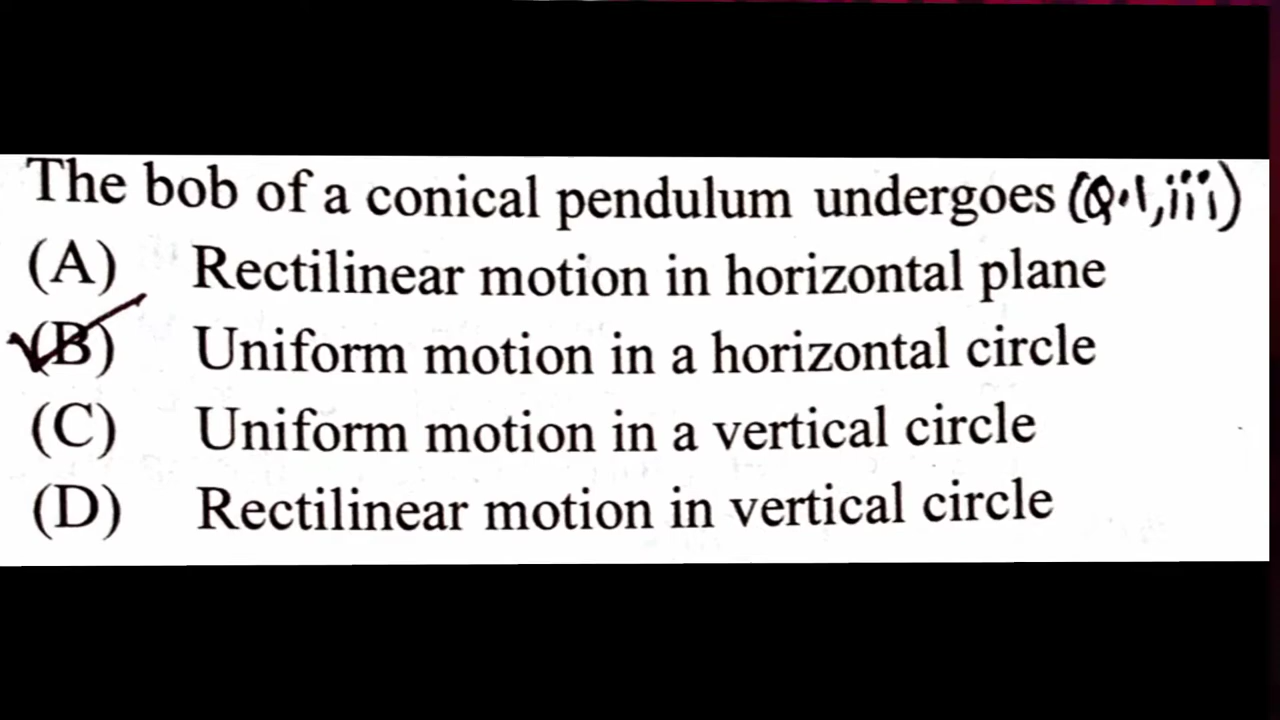 The bob of a conical pendulum undergoes (Q.1,iii)
(A) Rectilinear motion in horizontal plane
(B) Uniform motion in a horizontal circle
(C) Uniform motion in a vertical circle
(D) Rectilinear motion in vertical circle